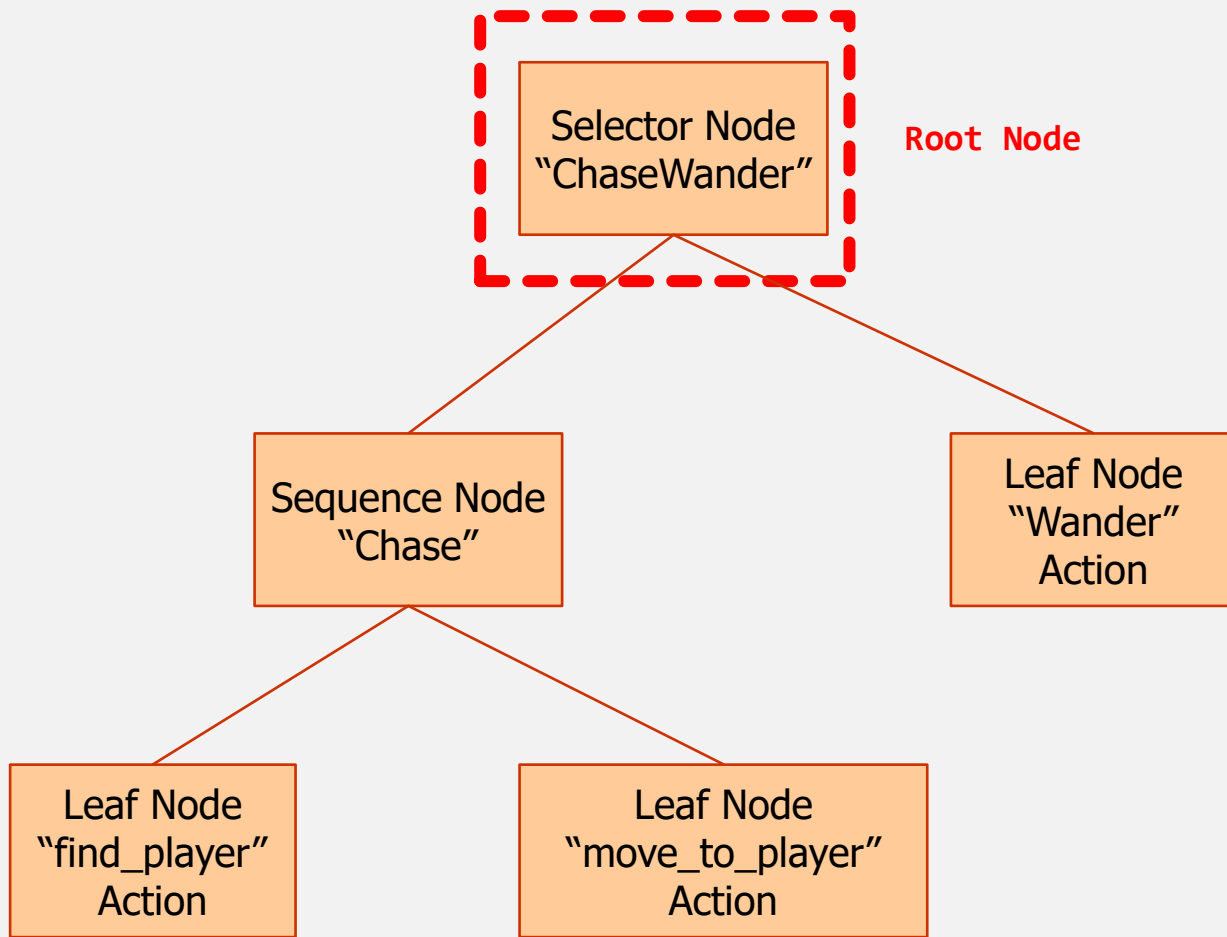 Selector Node
“ChaseWander”
Root Node
Sequence Node
“Chase”
Leaf Node
“Wander”
Action
Leaf Node
“find_player”
Action
Leaf Node
“move_to_player”
Action